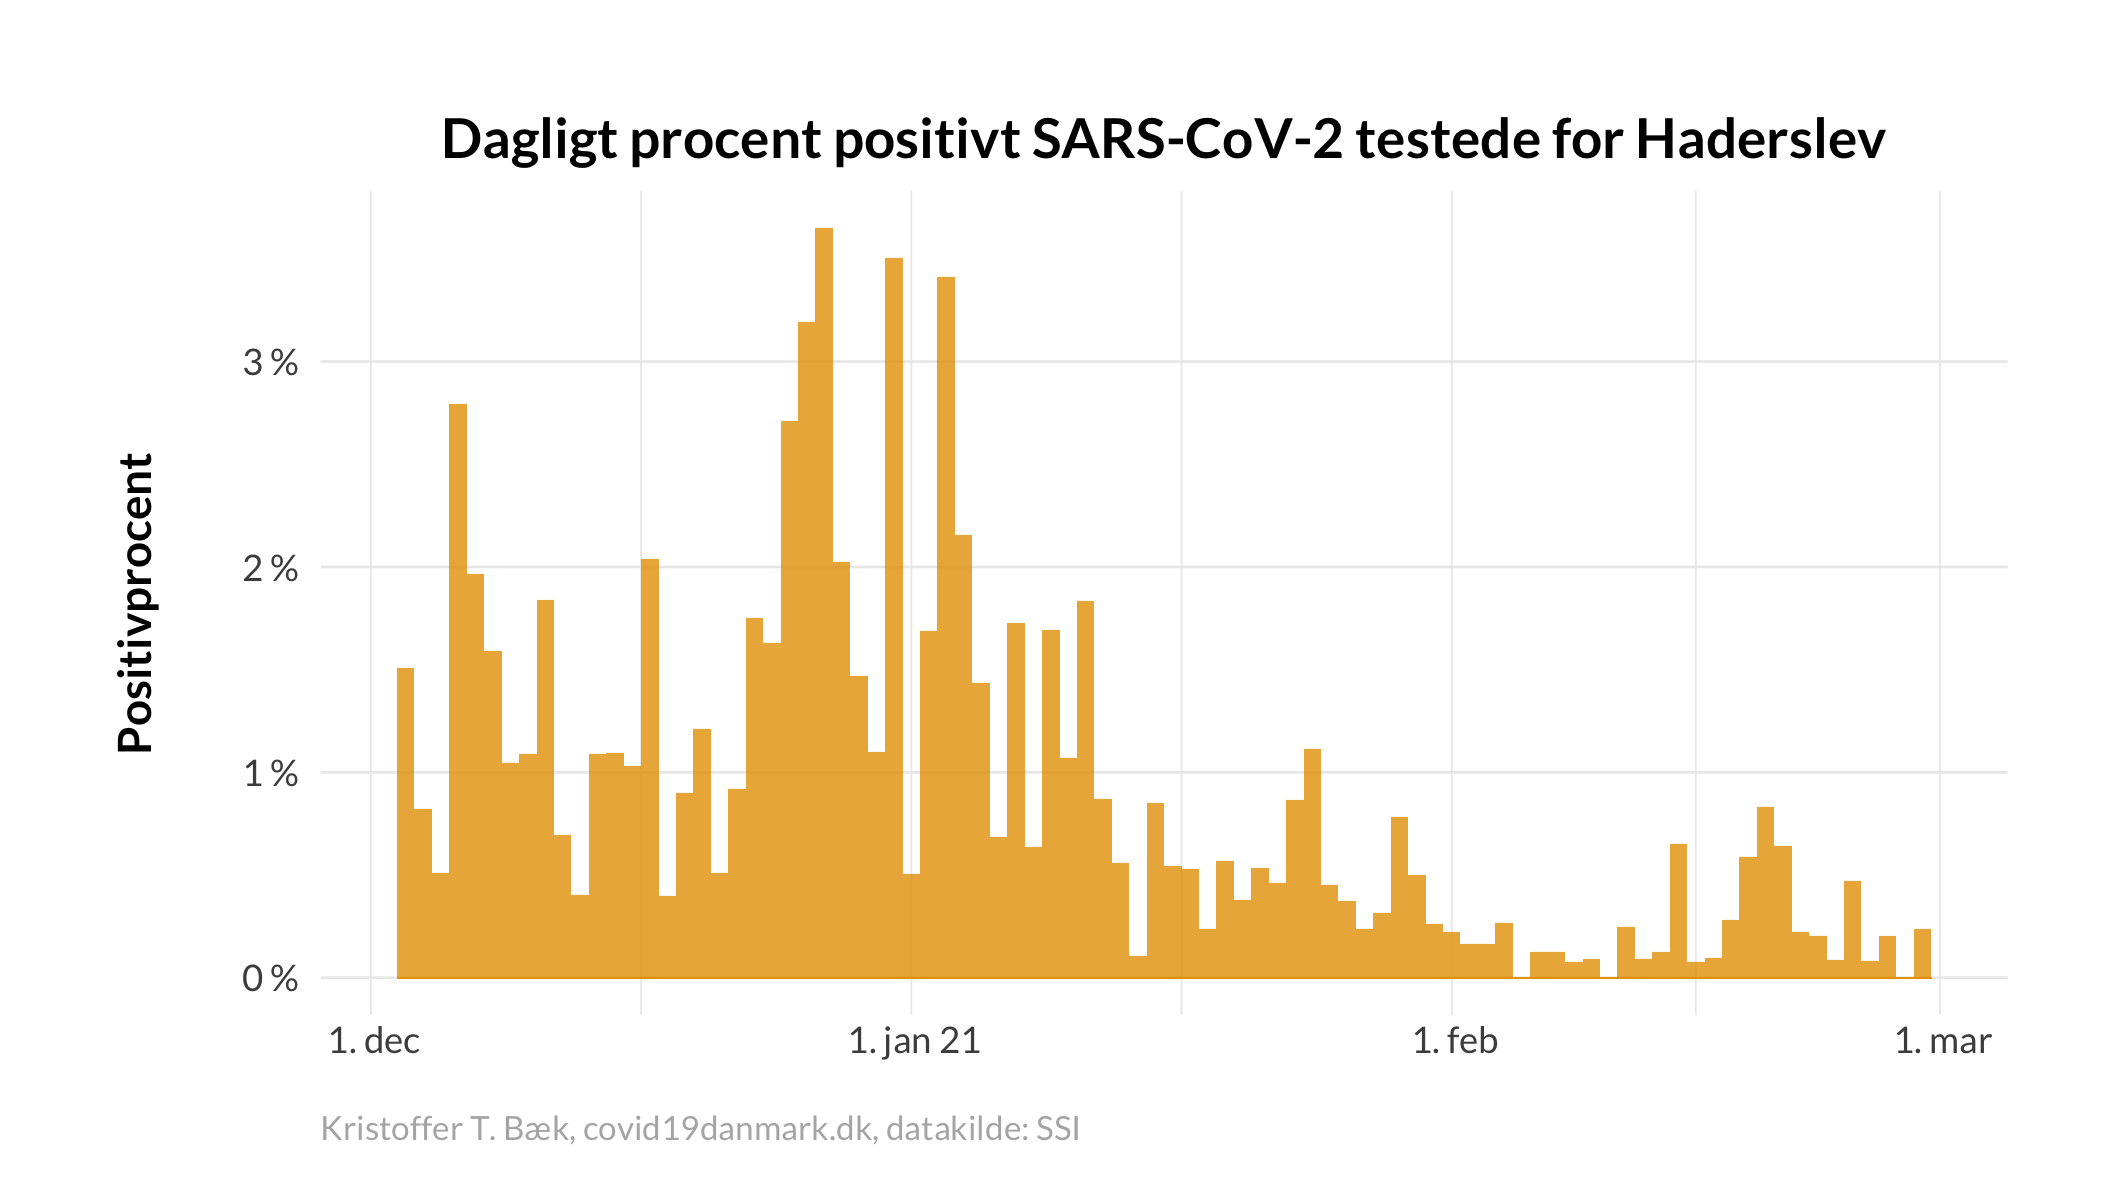 Dagligt procent positivt SARS-CoV-2 testede for Haderslev
Positivprocent
3 %
2 %
1 %
0 %
1. dec
1. jan 21
1. feb
1. mar
Kristoffer T. Bæk, covid19danmark.dk, datakilde: SSI